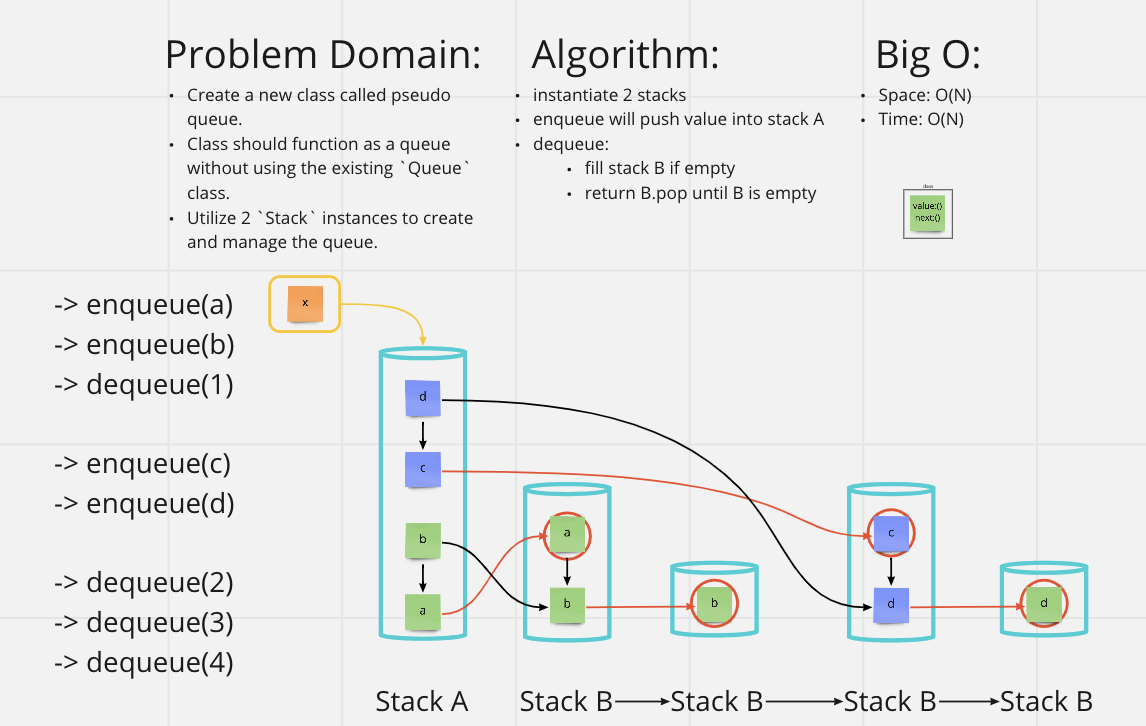 Problem Domain:
• Create a new class called pseudo
queue.
• Class should function as a queue
without using the existing `Queue`
class.
• Utilize 2 `Stack` instances to create
and manage the queue.
Algorithm:
• instantiate 2 stacks
• enqueue will push value into stack A
• dequeue:
• fill stack B if empty
• return B.pop until B is empty
Big O:
• Space: O(N)
• Time: O(N)
value:()
next:()
-> enqueue(a)
-> enqueue(b)
-> dequeue(1)
-> enqueue(c)
-> enqueue(d)
-> dequeue(2)
-> dequeue(3)
-> dequeue(4)
x
d
c
b
a
a
b
b
c
d
d
Stack A
Stack B
Stack B
Stack B
Stack B